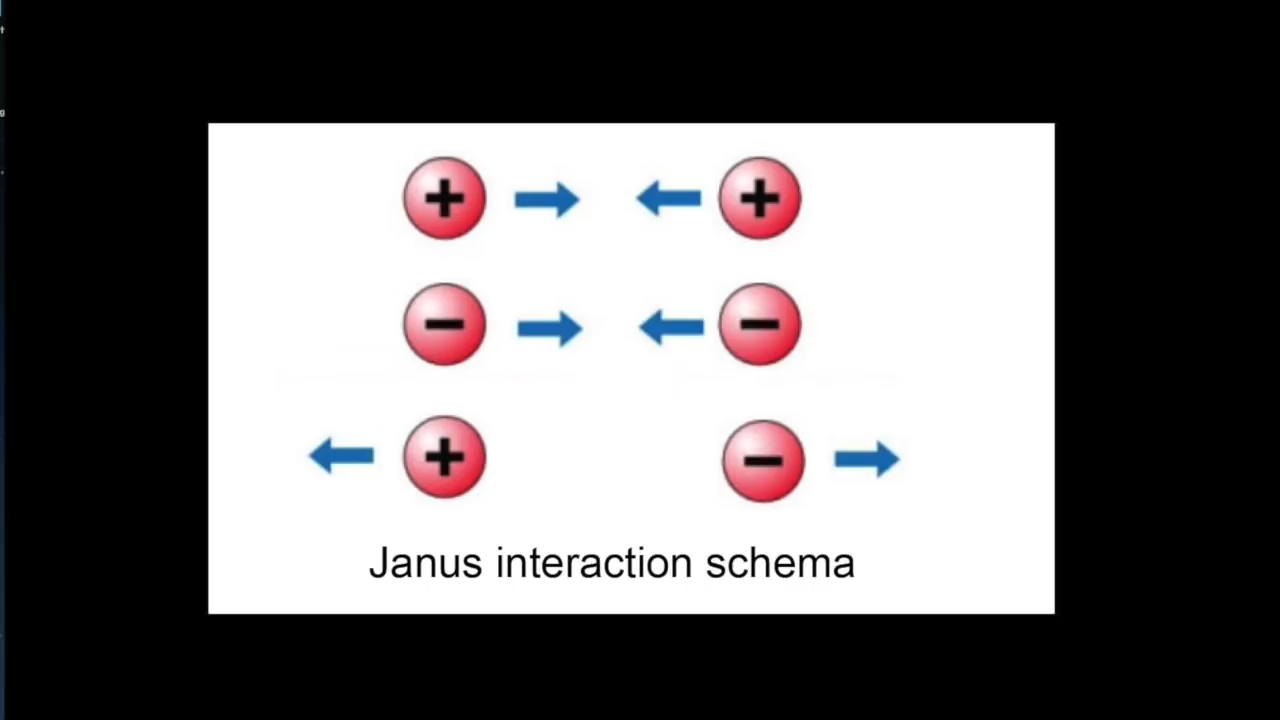 + +
− −
+ −
Janus interaction schema